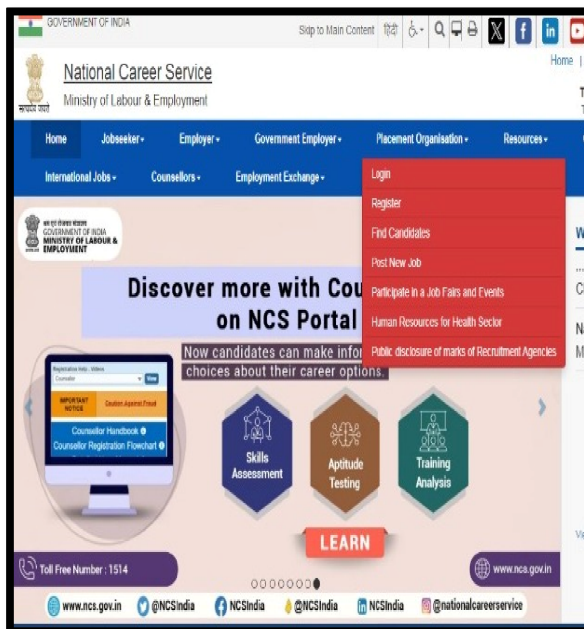 GOVERNMENT OF INDIA
Skip to Main Content हिंदी
सत्यमेव जयते
National Career Service
Ministry of Labour & Employment
Home |
Home Jobseeker Employer Government Employer Placement Organisation Resources
International Jobs Counsellors Employment Exchange
Login
Register
Find Candidates
Post New Job
Participate in a Job Fairs and Events
Human Resources for Health Sector
Public disclosure of marks of Recruitment Agencies
GOVERNMENT OF INDIA
MINISTRY OF LABOUR &
EMPLOYMENT
Discover more with Cou
on NCS Portal
Now candidates can make infor
choices about their career options.
Registration Help - Videos
Counsellor View
IMPORTANT NOTICE Caution Against Fraud
Counsellor Handbook
Counsellor Registration Flowchart
Skills
Assessment
Aptitude
Testing
Training
Analysis
LEARN
Toll Free Number : 1514
www.ncs.gov.in
www.ncs.gov.in @NCSIndia NCSIndia @NCSIndia NCSIndia @nationalcareerservice